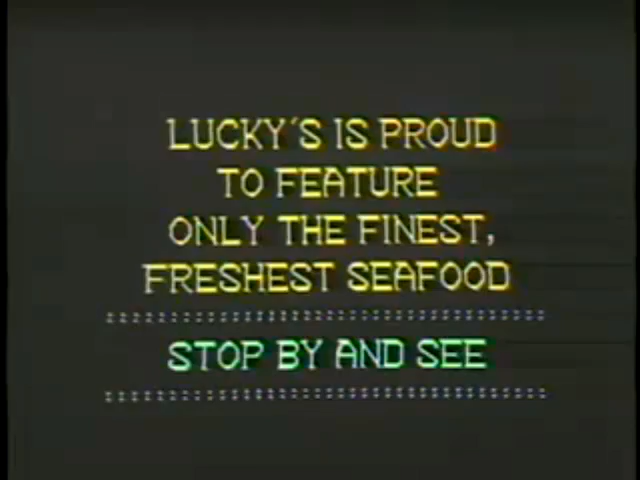 LUCKY'S IS PROUD
TO FEATURE
ONLY THE FINEST,
FRESHEST SEAFOOD
STOP BY AND SEE